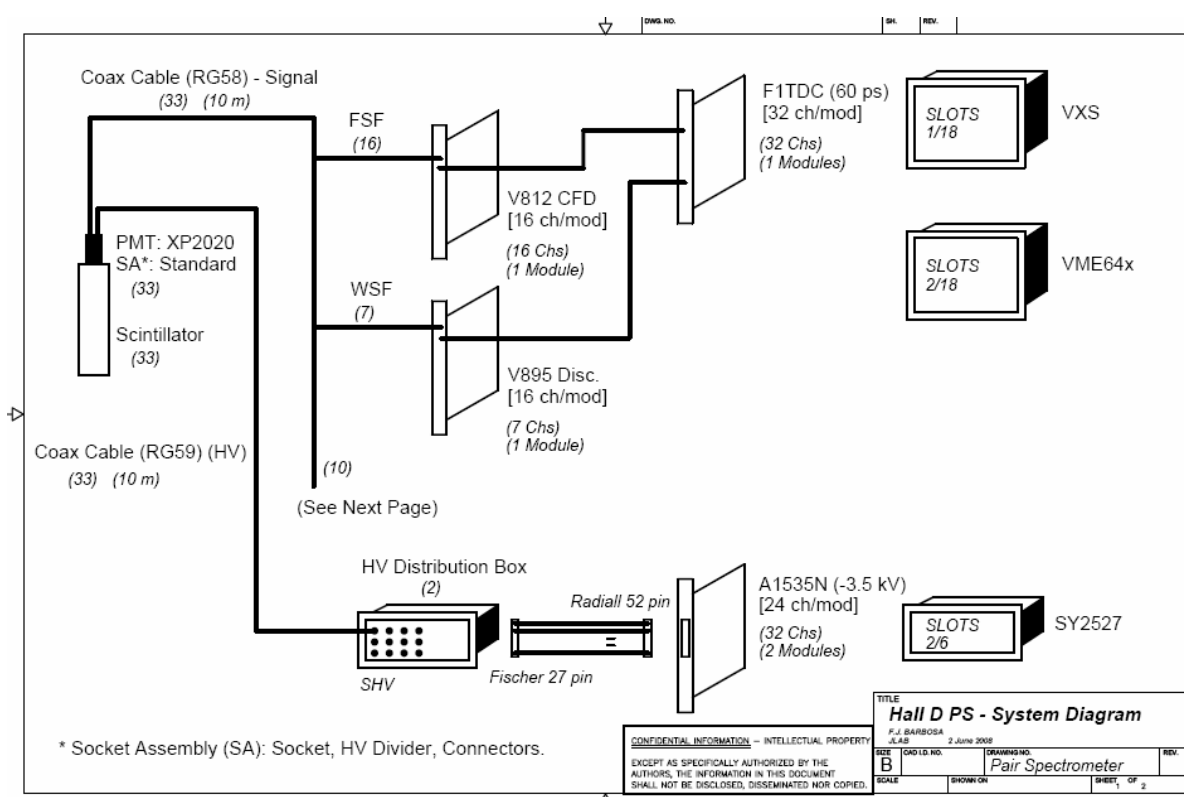 DWG. NO.
SH.
REV.
Coax Cable (RG58) - Signal
(33) (10 m)
FSF
(16)
F1TDC (60 ps)
[32 ch/mod]
(32 Chs)
(1 Modules)
SLOTS
1/18
VXS
V812 CFD
[16 ch/mod]
(16 Chs)
(1 Module)
PMT: XP2020
SA*: Standard
(33)
Scintillator
(33)
SLOTS
2/18
VME64x
WSF
(7)
V895 Disc.
[16 ch/mod]
(7 Chs)
(1 Module)
Coax Cable (RG59) (HV)
(33) (10 m)
(10)
(See Next Page)
HV Distribution Box
(2)
SHV
Radiall 52 pin
Fischer 27 pin
A1535N (-3.5 kV)
[24 ch/mod]
(32 Chs)
(2 Modules)
SLOTS
2/6
SY2527
* Socket Assembly (SA): Socket, HV Divider, Connectors.
CONFIDENTIAL INFORMATION – INTELLECTUAL PROPERTY
EXCEPT AS SPECIFICALLY AUTHORIZED BY THE
AUTHORS, THE INFORMATION IN THIS DOCUMENT
SHALL NOT BE DISCLOSED, DISSEMINATED NOR COPIED.
TITLE
Hall D PS - System Diagram
F.J. BARBOSA
JLAB 2 June 2008
SIZE
B
CAD I.D. NO.
DRAWING NO.
Pair Spectrometer
REV.
SCALE
SHOWN ON
SHEET 1 OF 2